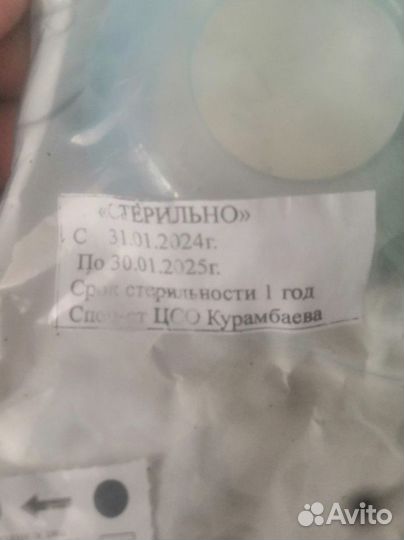 «СТЕРИЛЬНО»
С 31.01.2024г.
По 30.01.2025г.
Срок стерильности 1 год
ЦСО Курамбаева
Avito